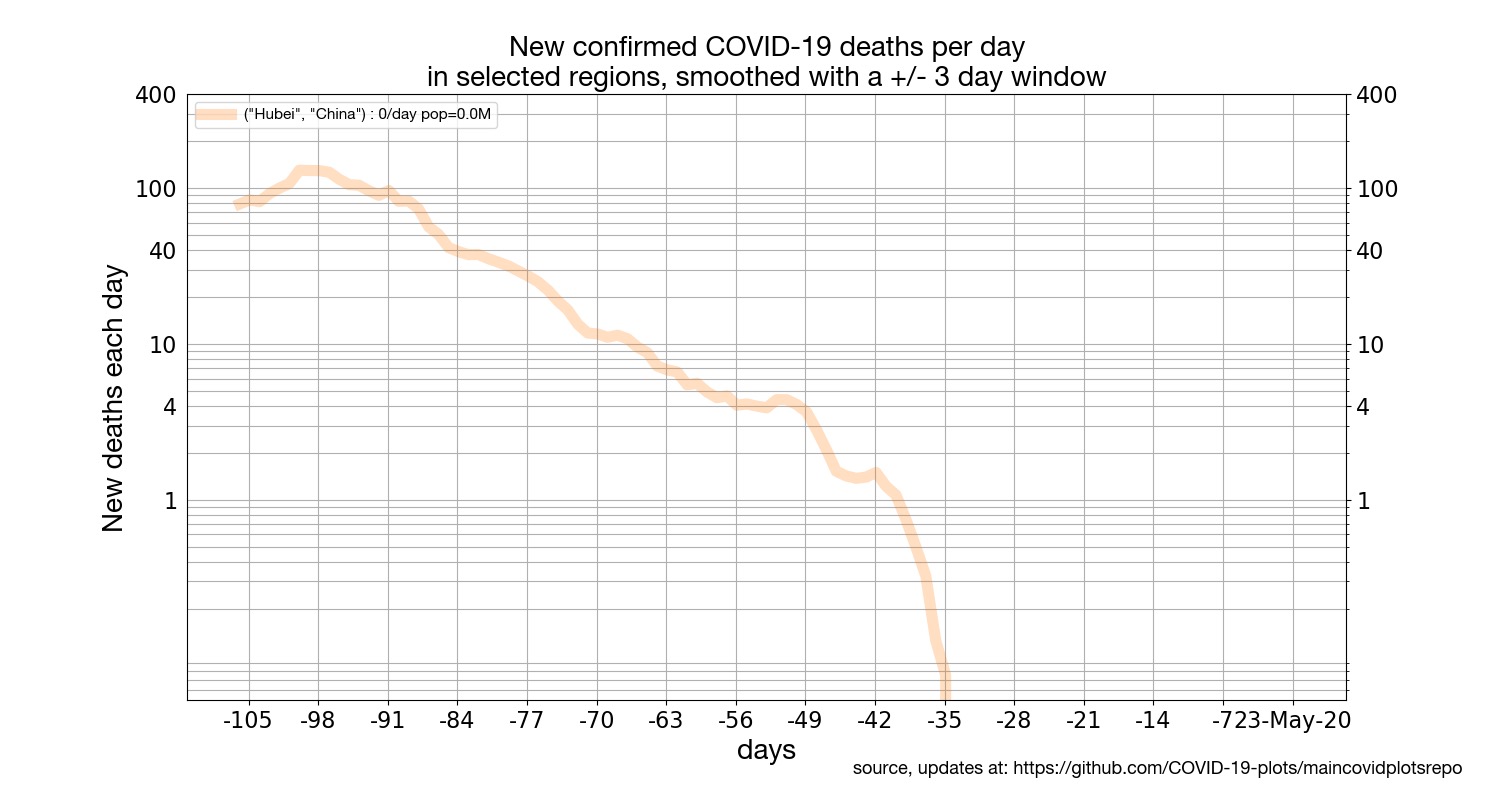 New confirmed COVID-19 deaths per day
in selected regions, smoothed with a +/- 3 day window
("Hubei", "China") : 0/day pop=0.0M
New deaths each day
400
100
40
10
4
1
400
100
40
10
4
1
-105 -98 -91 -84 -77 -70 -63 -56 -49 -42 -35 -28 -21 -14 -7 23-May-20
days
source, updates at: https://github.com/COVID-19-plots/maincovidplotsrepo